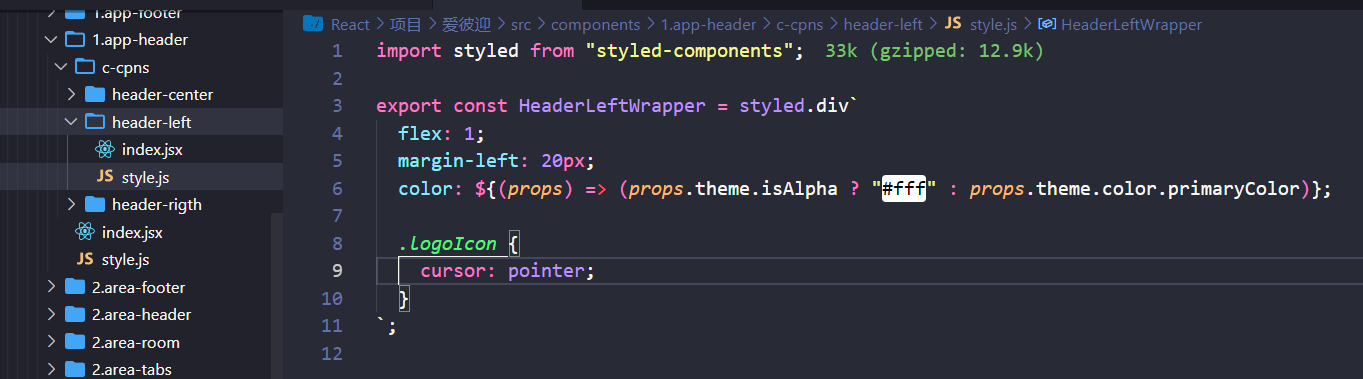 1.app-footer
1.app-header
c-cpns
header-center
header-left
index.jsx
JS style.js
header-rigth
index.jsx
JS style.js
2.area-footer
2.area-header
2.area-room
2.area-tabs
React > 项目 > 爱彼迎 > src > components > 1.app-header > c-cpns > header-left > JS style.js > HeaderLeftWrapper
1 import styled from "styled-components"; 33k (gzipped: 12.9k)
2
3 export const HeaderLeftWrapper = styled.div`
4 flex: 1;
5 margin-left: 20px;
6 color: ${(props) => (props.theme.isAlpha ? "#fff" : props.theme.color.primaryColor)};
7
8 .logoIcon {
9 cursor: pointer;
10 }
11 `;
12